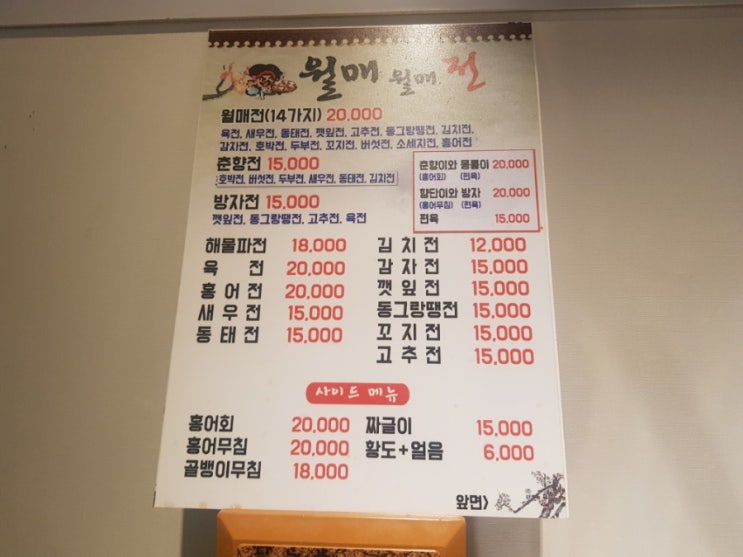 월매 월매 전
월매전(14가지) 20,000
육전, 새우전, 동태전, 깻잎전, 고추전, 동그랑땡전, 김치전,
감자전, 호박전, 두부전, 꼬지전, 버섯전, 소세지전, 홍어전
춘향전 15,000
호박전, 버섯전, 두부전, 새우전, 동태전, 김치전
방자전 15,000
깻잎전, 동그랑땡전, 고추전, 육전
춘향이와 몽룡이 20,000
(홍어회) (편육)
향단이와 방자 20,000
(홍어무침) (편육)
편육 15,000
해물파전 18,000
육 전 20,000
홍어전 20,000
새우전 15,000
동태전 15,000
김치전 12,000
감자전 15,000
깻잎전 15,000
동그랑땡전 15,000
꼬지전 15,000
고추전 15,000
사이드 메뉴
홍어회 20,000
홍어무침 20,000
골뱅이무침 18,000
짜글이 15,000
황도+얼음 6,000
앞면>